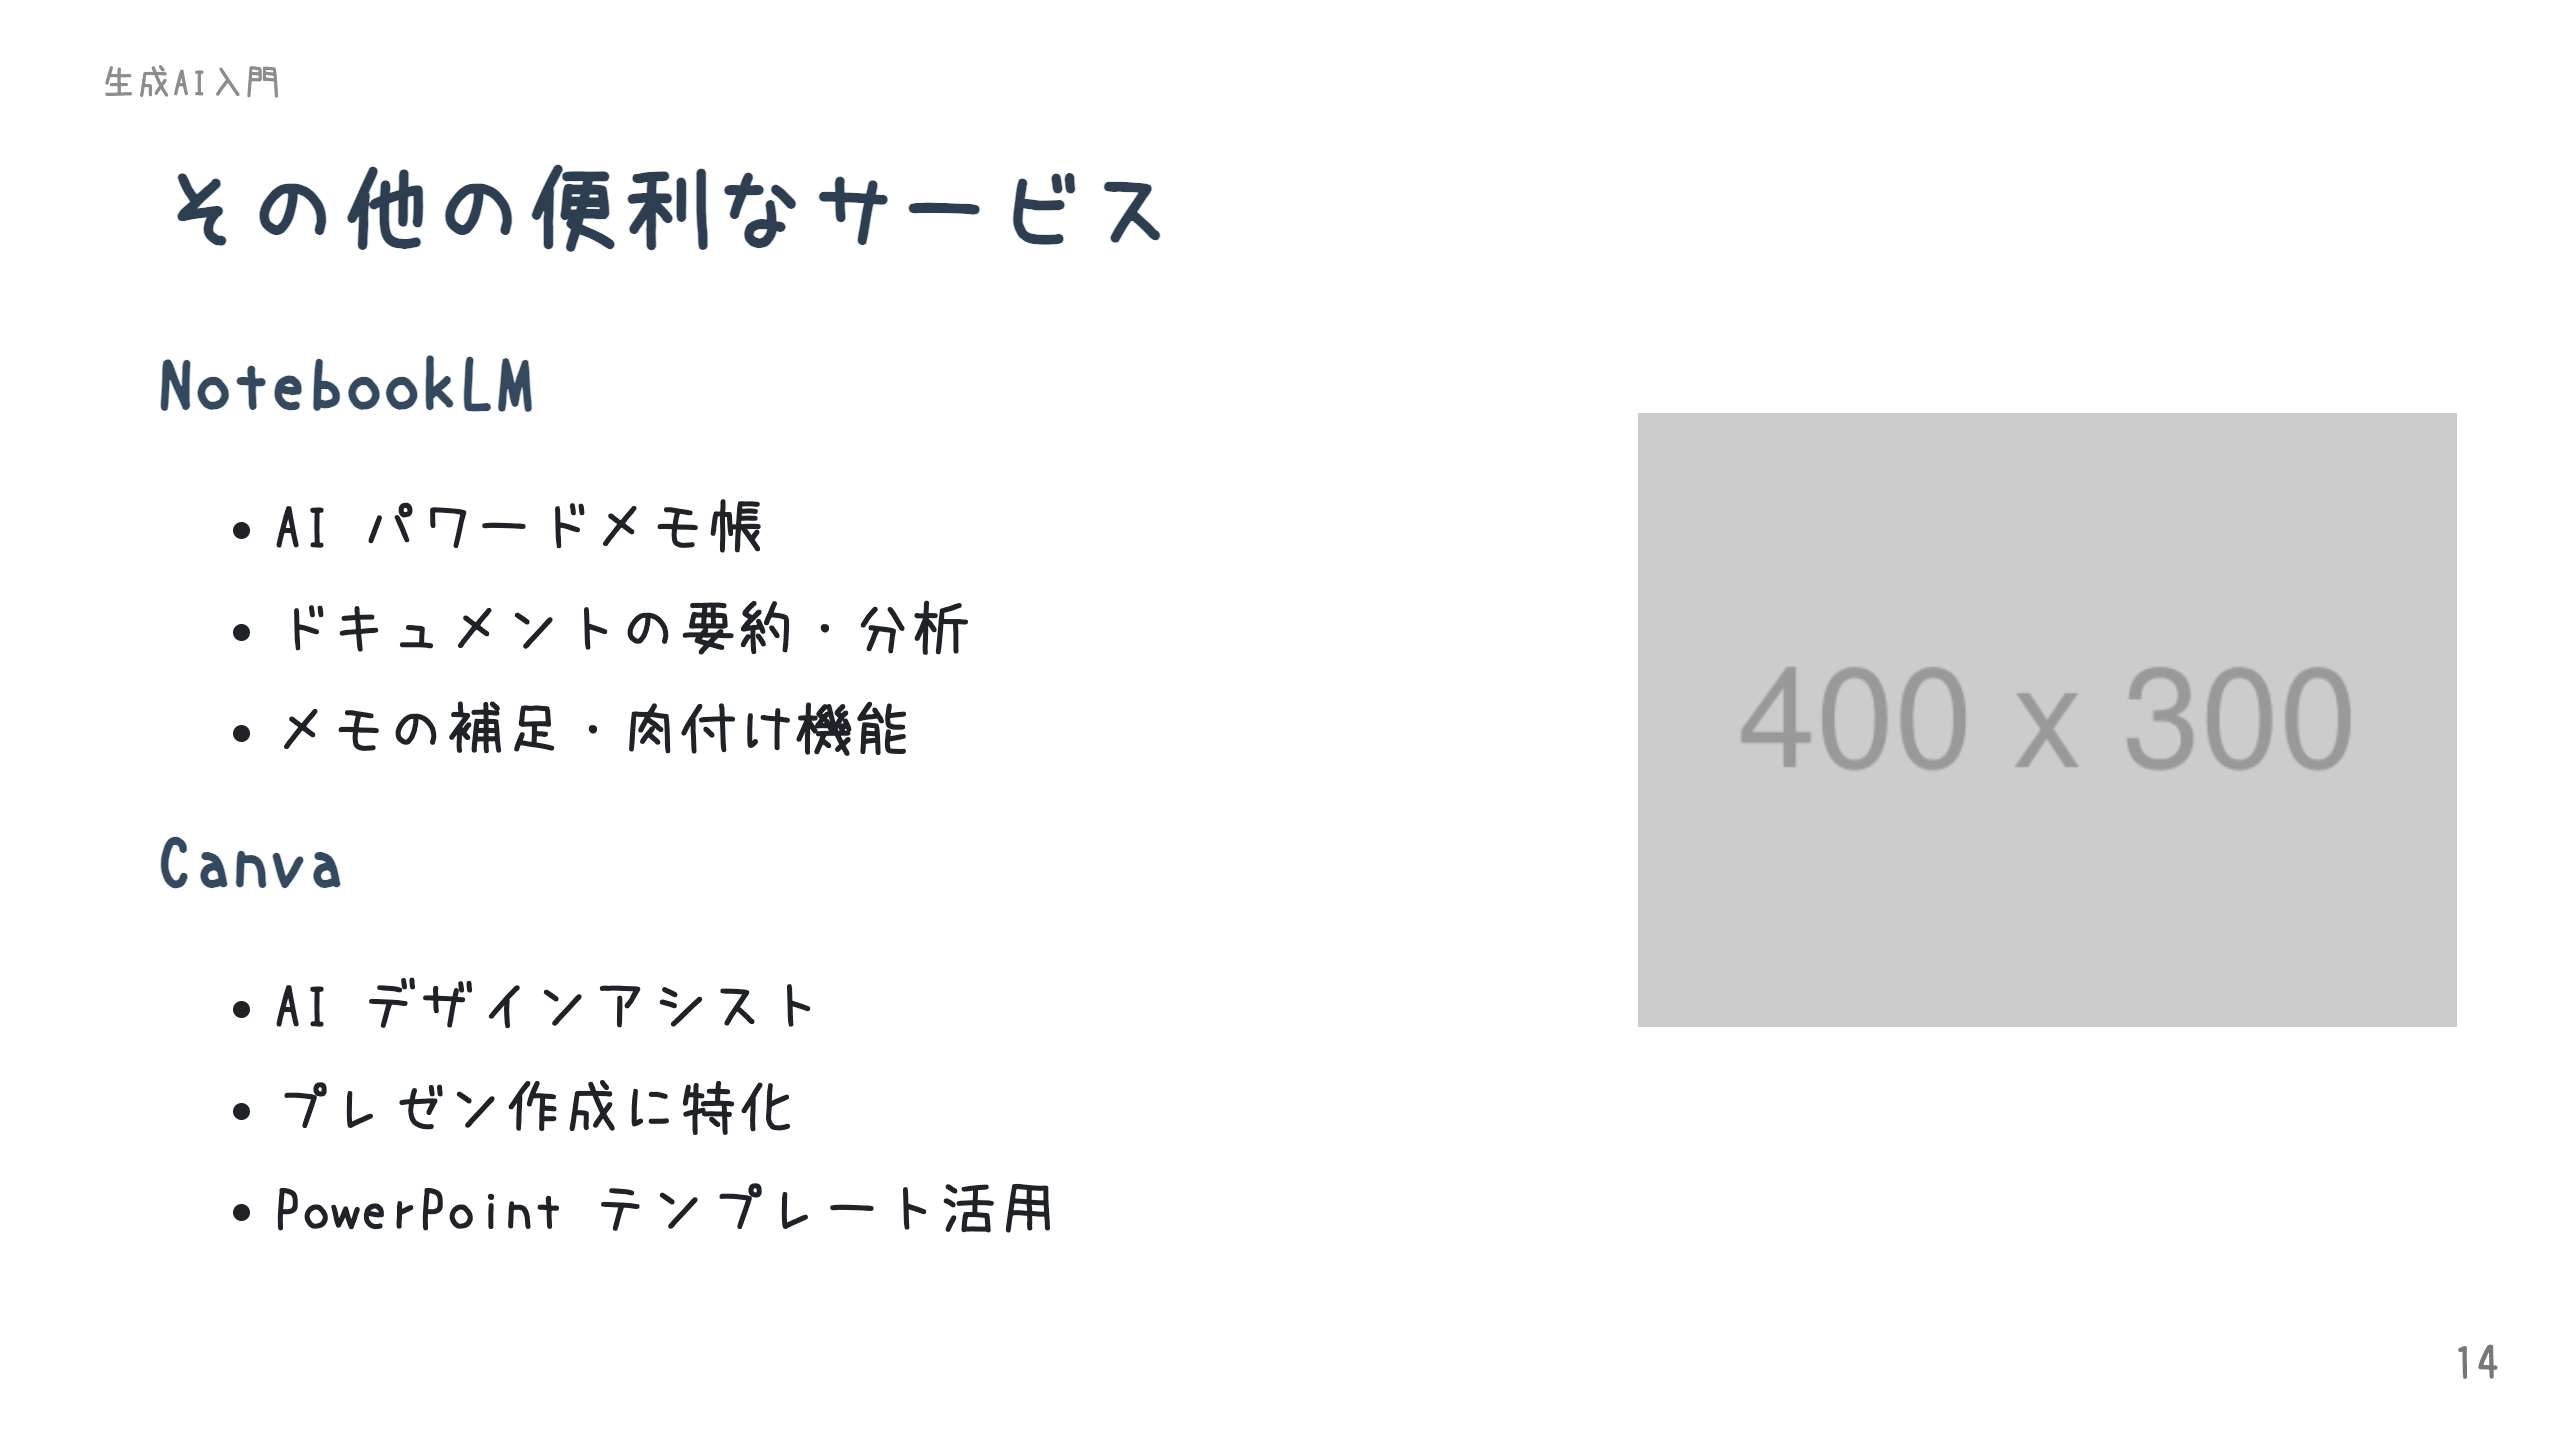 生成AI入門
その他の便利なサービス
NotebookLM
AI パワードメモ帳
ドキュメントの要約・分析
メモの補足・肉付け機能
Canva
AI デザインアシスト
プレゼン作成に特化
PowerPoint テンプレート活用
400 x 300
14